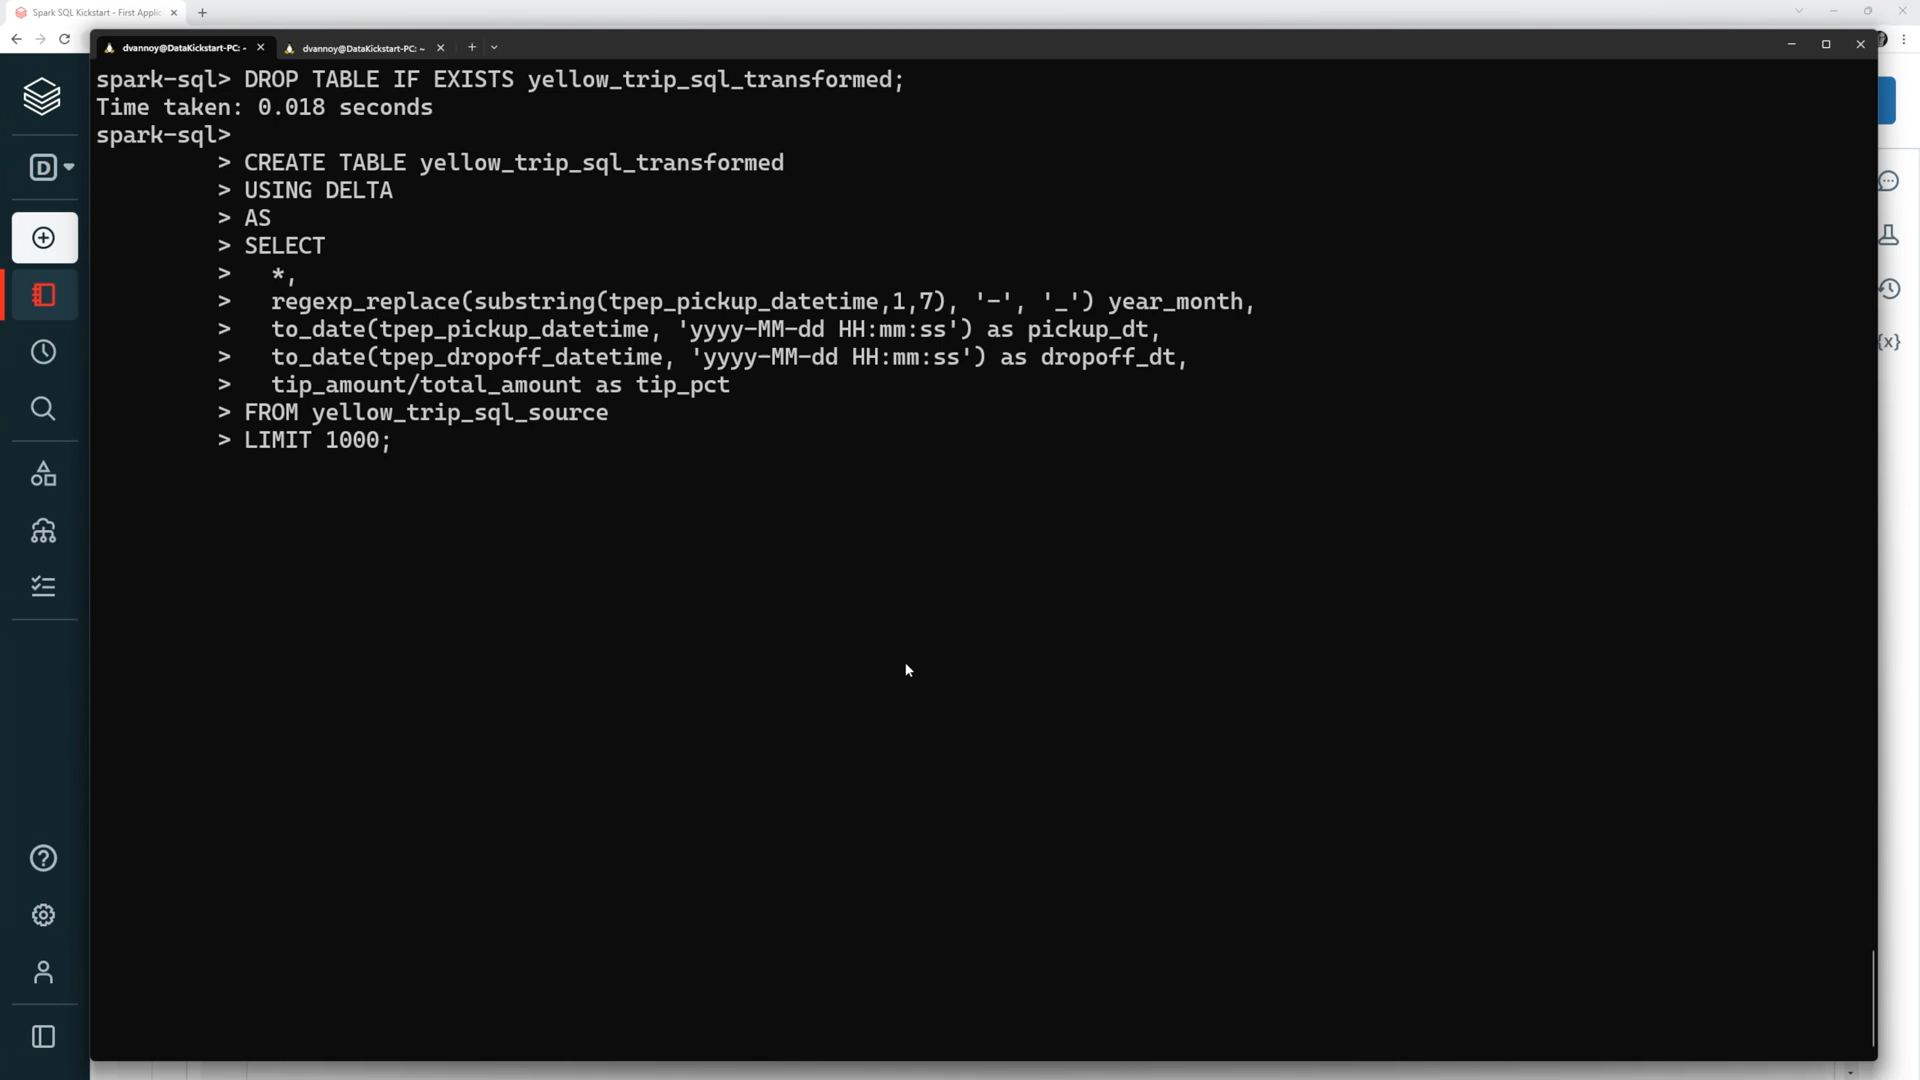 Spark SQL Kickstart - First Applic
dvannoy@DataKickstart-PC: ~
dvannoy@DataKickstart-PC: ~
spark-sql> DROP TABLE IF EXISTS yellow_trip_sql_transformed;
Time taken: 0.018 seconds
spark-sql>
> CREATE TABLE yellow_trip_sql_transformed
> USING DELTA
> AS
> SELECT
> *,
> regexp_replace(substring(tpep_pickup_datetime,1,7), '-', '_') year_month,
> to_date(tpep_pickup_datetime, 'yyyy-MM-dd HH:mm:ss') as pickup_dt,
> to_date(tpep_dropoff_datetime, 'yyyy-MM-dd HH:mm:ss') as dropoff_dt,
> tip_amount/total_amount as tip_pct
> FROM yellow_trip_sql_source
> LIMIT 1000;
D
{x}